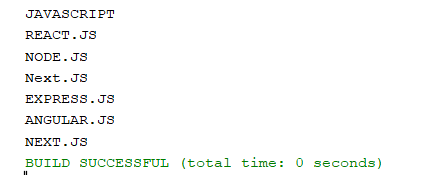 JAVASCRIPT
REACT.JS
NODE.JS
Next.JS
EXPRESS.JS
ANGULAR.JS
NEXT.JS
BUILD SUCCESSFUL (total time: 0 seconds)